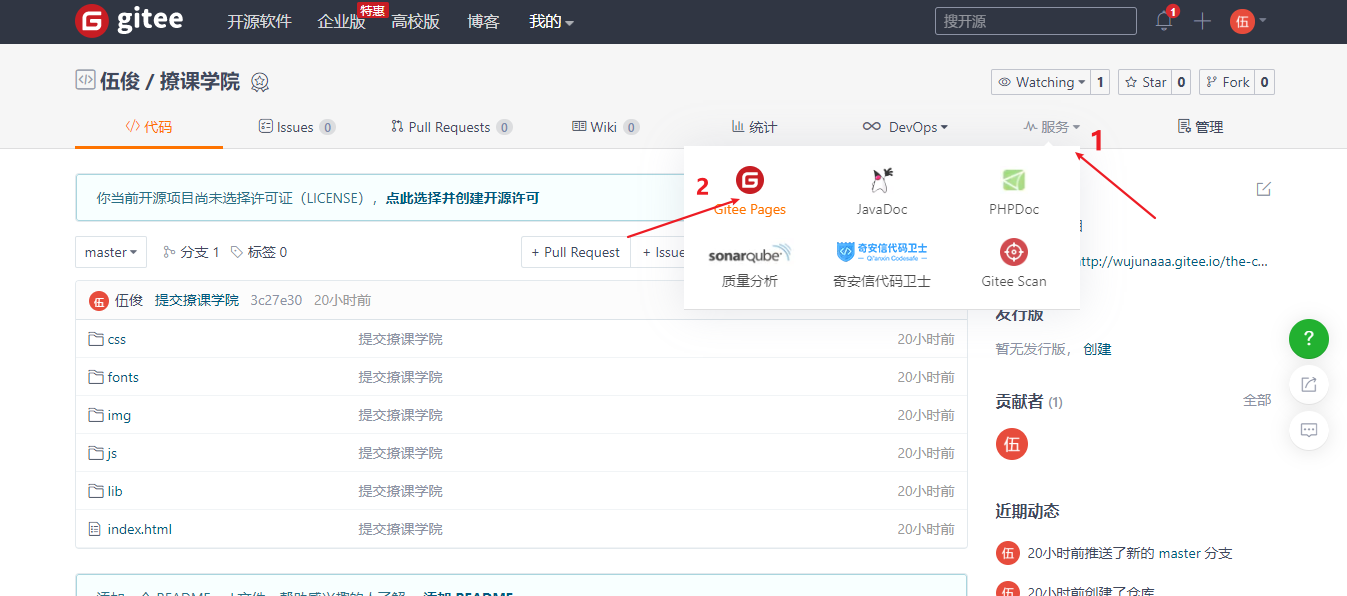 gitee
开源软件 企业版 特惠 高校版 博客 我的 搜开源 1 伍
伍俊 / 撩课学院
Watching 1 Star 0 Fork 0
代码 Issues 0 Pull Requests 0 Wiki 0 统计 DevOps 服务 管理
1
2
Gitee Pages JavaDoc PHPDoc
sonarqube 奇安信代码卫士 Qi'anxin Codesafe
质量分析 奇安信代码卫士 Gitee Scan
你当前开源项目尚未选择许可证（LICENSE），点此选择并创建开源许可
master 分支 1 标签 0 + Pull Request + Issue
ttp://wujunaaa.gitee.io/the-c...
伍 伍俊 提交撩课学院 3c27e30 20小时前
css 提交撩课学院 20小时前
fonts 提交撩课学院 20小时前
img 提交撩课学院 20小时前
js 提交撩课学院 20小时前
lib 提交撩课学院 20小时前
index.html 提交撩课学院 20小时前
发行版
暂无发行版，创建
?
贡献者 (1) 全部
伍
近期动态
伍 20小时前推送了新的 master 分支
伍 20小时前创建了仓库